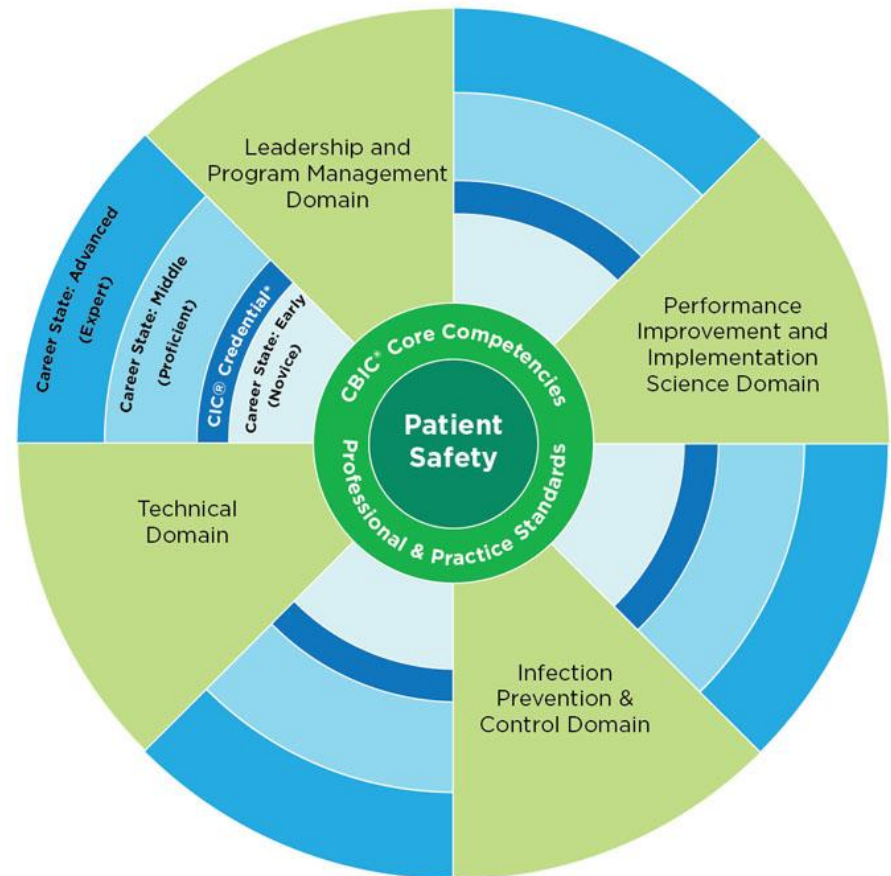 Leadership and
Program Management
Domain
Career State: Advanced
(Expert)
Career State: Middle
(Proficient)
CIC® Credential*
Career State: Early
(Novice)
Performance
Improvement and
Implementation
Science Domain
CBIC® Core Competencies
Patient
Safety
Professional & Practice Standards
Technical
Domain
Infection
Prevention &
Control Domain